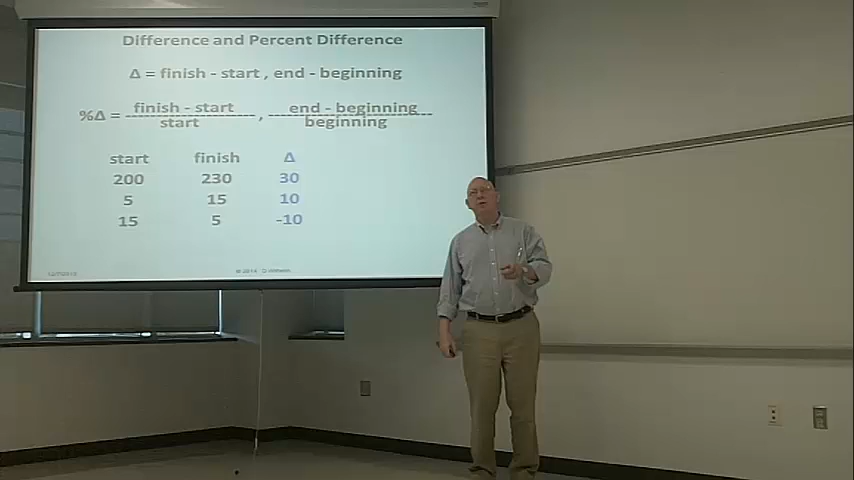 Difference and Percent Difference
Δ = finish - start , end - beginning
%Δ = finish - start / start , end - beginning / beginning
start finish Δ
200 230 30
5 15 10
15 5 -10
© 2014